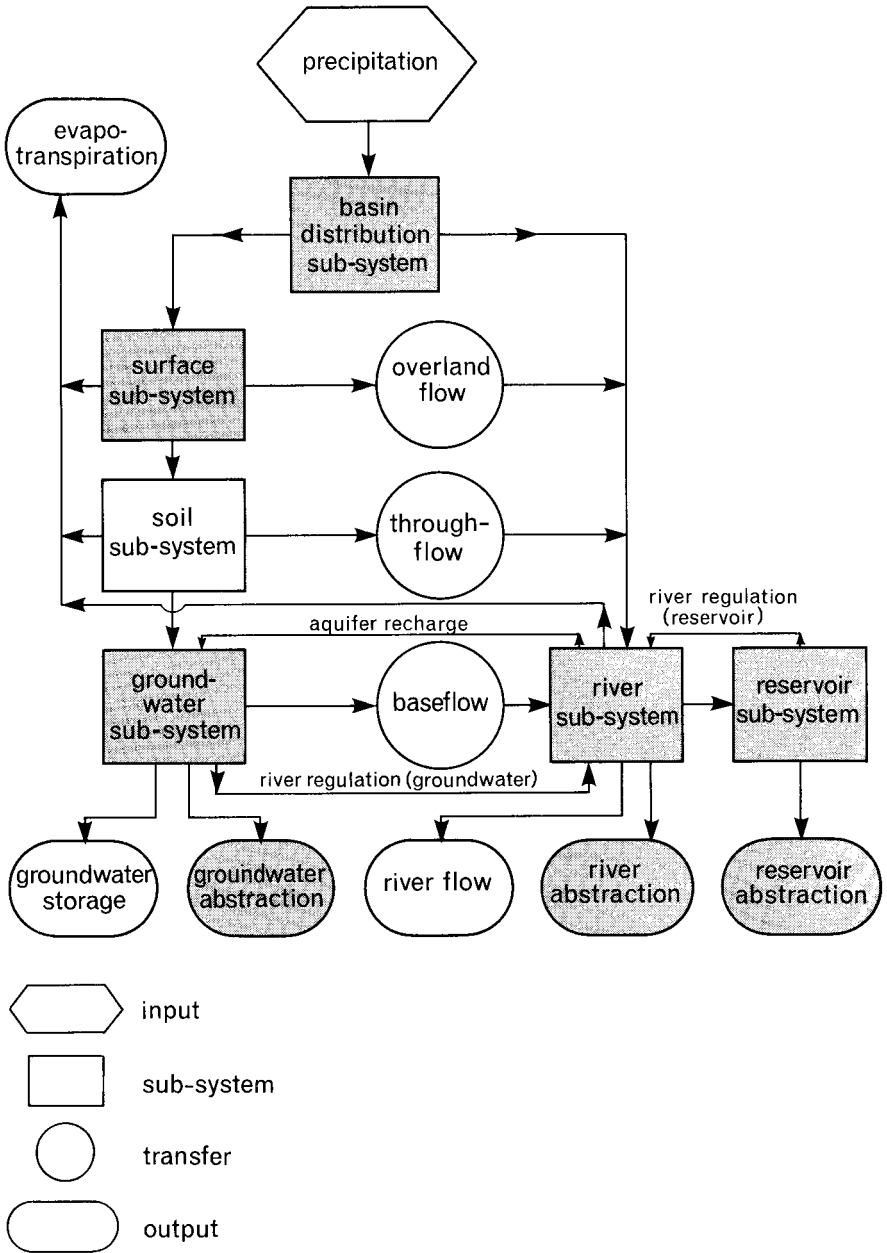 precipitation
evapo-
transpiration
basin
distribution
sub-system
surface
sub-system
overland
flow
soil
sub-system
through-
flow
river regulation
(reservoir)
aquifer recharge
ground-
water
sub-system
baseflow
river
sub-system
reservoir
sub-system
river regulation (groundwater)
groundwater
storage
groundwater
abstraction
river flow
river
abstraction
reservoir
abstraction
input
sub-system
transfer
output